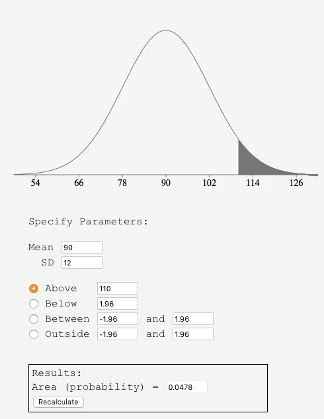 54 66 78 90 102 114 126
Specify Parameters:
Mean 90
SD 12
Above 110
Below 1.96
Between -1.96 and 1.96
Outside -1.96 and 1.96
Results:
Area (probability) = 0.0478
Recalculate